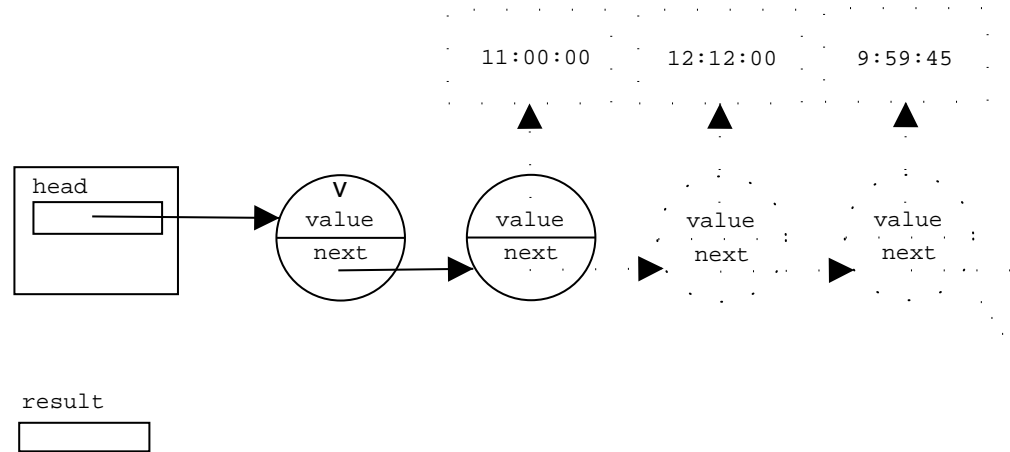 11:00:00 12:12:00 9:59:45
head
V
value value value value
next next next next
result